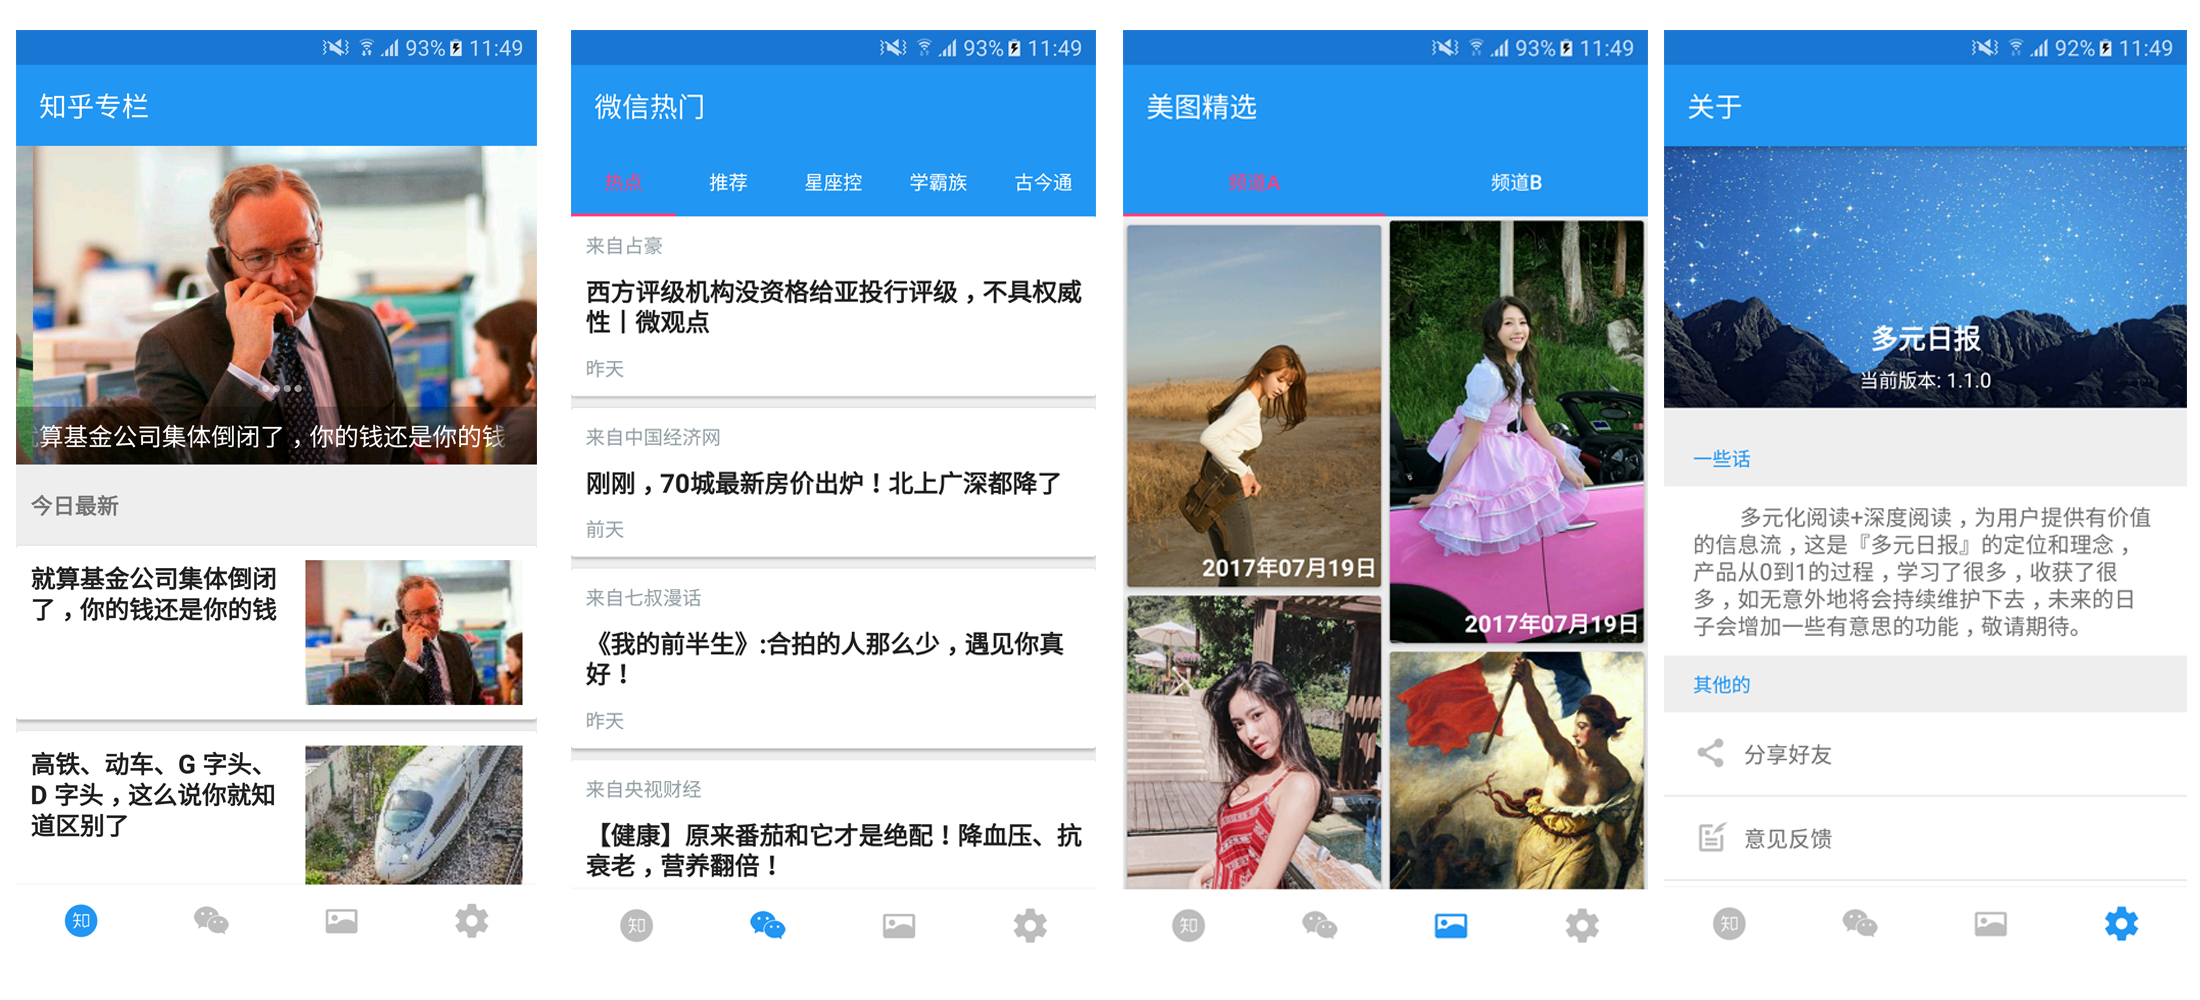 93% 11:49
知乎专栏
算基金公司集体倒闭了，你的钱还是你的钱
今日最新
就算基金公司集体倒闭
了，你的钱还是你的钱
高铁、动车、G 字头、
D 字头，这么说你就知
道区别了
知
93% 11:49
微信热门
热点 推荐 星座控 学霸族 古今通
来自占豪
西方评级机构没资格给亚投行评级，不具权威
性丨微观点
昨天
来自中国经济网
刚刚，70城最新房价出炉！北上广深都降了
前天
来自七叔漫话
《我的前半生》:合拍的人那么少，遇见你真
好！
昨天
来自央视财经
【健康】原来番茄和它才是绝配！降血压、抗
衰老，营养翻倍！
知
93% 11:49
美图精选
频道A 频道B
2017年07月19日
2017年07月19日
知
92% 11:49
关于
多元日报
当前版本: 1.1.0
一些话
多元化阅读+深度阅读，为用户提供有价值
的信息流，这是『多元日报』的定位和理念，
产品从0到1的过程，学习了很多，收获了很
多，如无意外地将会持续维护下去，未来的日
子会增加一些有意思的功能，敬请期待。
其他的
分享好友
意见反馈
知